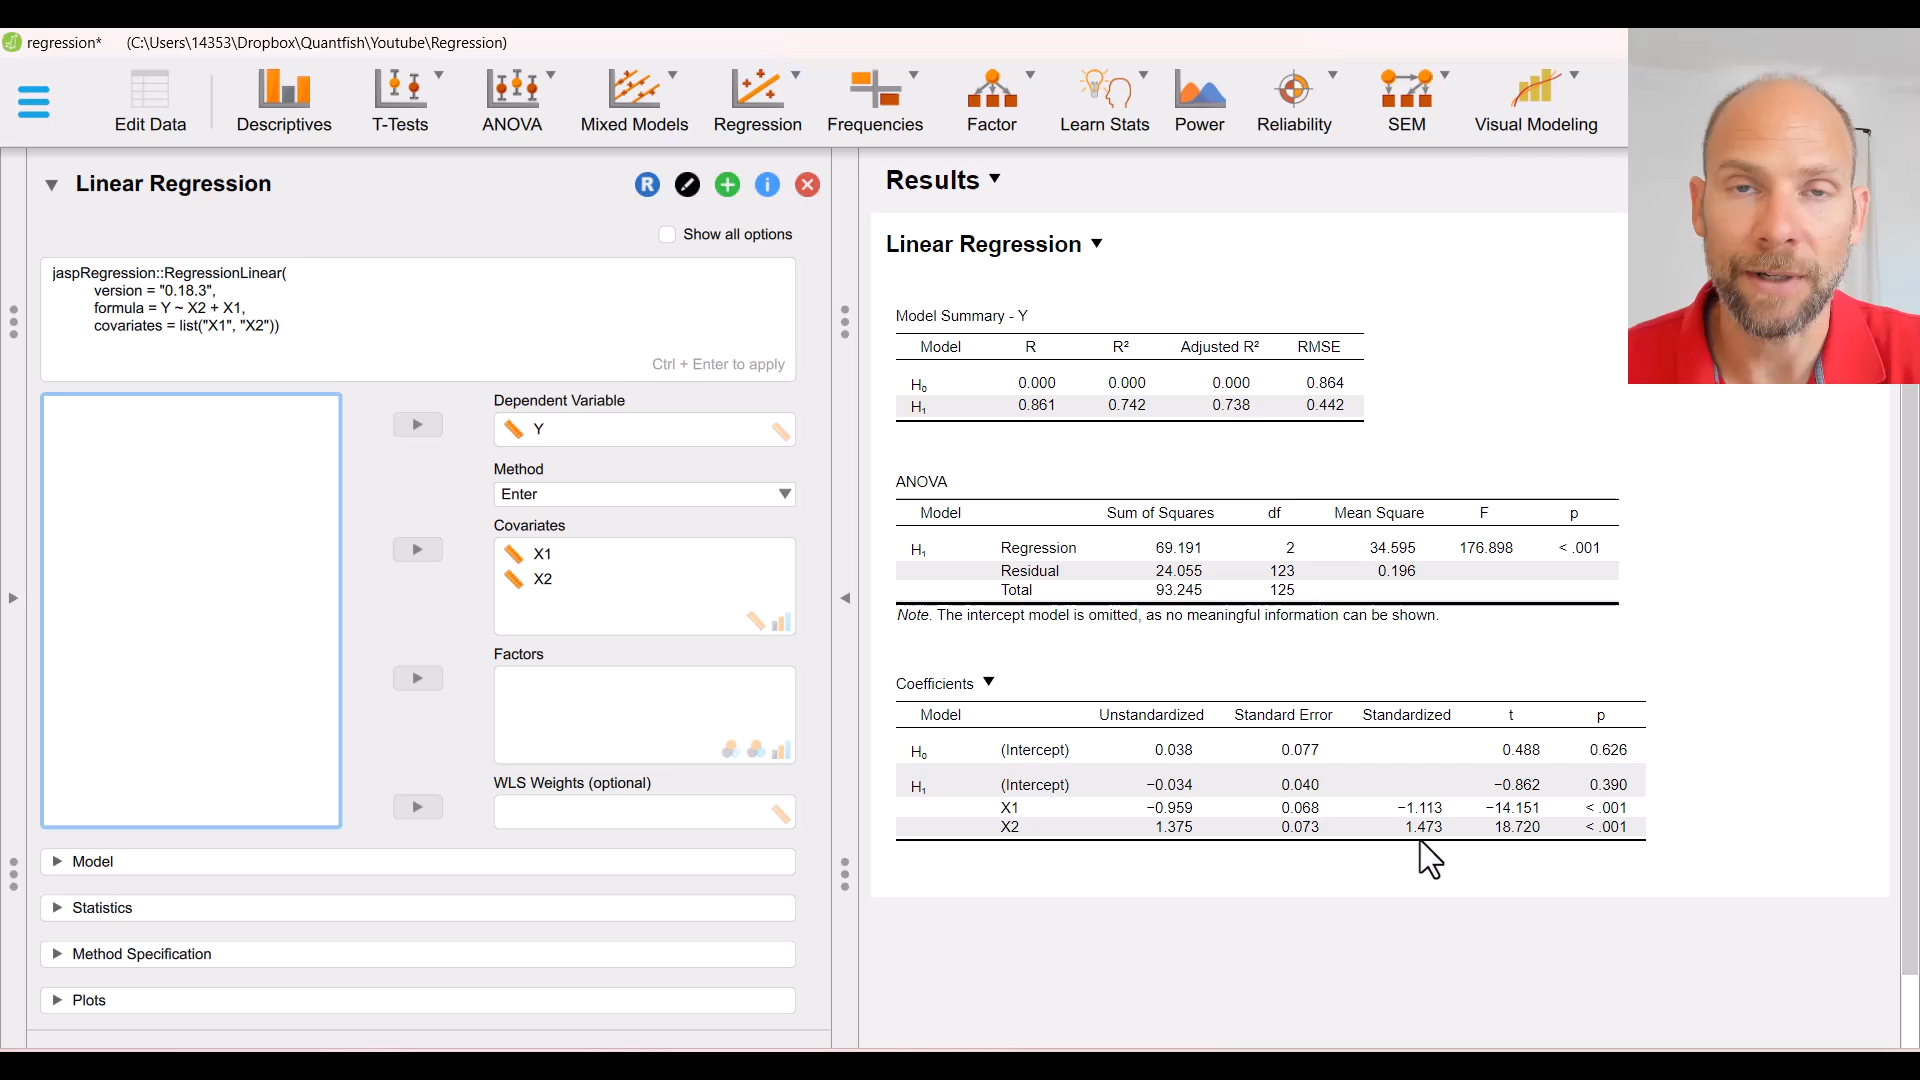 regression* (C:\Users\14353\Dropbox\Quantfish\Youtube\Regression)
Edit Data Descriptives T-Tests ANOVA Mixed Models Regression Frequencies Factor Learn Stats Power Reliability SEM Visual Modeling
Linear Regression
R i
Show all options
jaspRegression::RegressionLinear(
version = "0.18.3",
formula = Y ~ X2 + X1,
covariates = list("X1", "X2"))
Ctrl + Enter to apply
Dependent Variable
Y
Method
Enter
Covariates
X1
X2
Factors
WLS Weights (optional)
Model
Statistics
Method Specification
Plots
Results
Linear Regression
Model Summary - Y
Model R R² Adjusted R² RMSE
H₀ 0.000 0.000 0.000 0.864
H₁ 0.861 0.742 0.738 0.442
ANOVA
Model Sum of Squares df Mean Square F p
H₁ Regression 69.191 2 34.595 176.898 < .001
Residual 24.055 123 0.196
Total 93.245 125
Note. The intercept model is omitted, as no meaningful information can be shown.
Coefficients
Model Unstandardized Standard Error Standardized t p
H₀ (Intercept) 0.038 0.077 0.488 0.626
H₁ (Intercept) −0.034 0.040 −0.862 0.390
X1 −0.959 0.068 −1.113 −14.151 < .001
X2 1.375 0.073 1.473 18.720 < .001